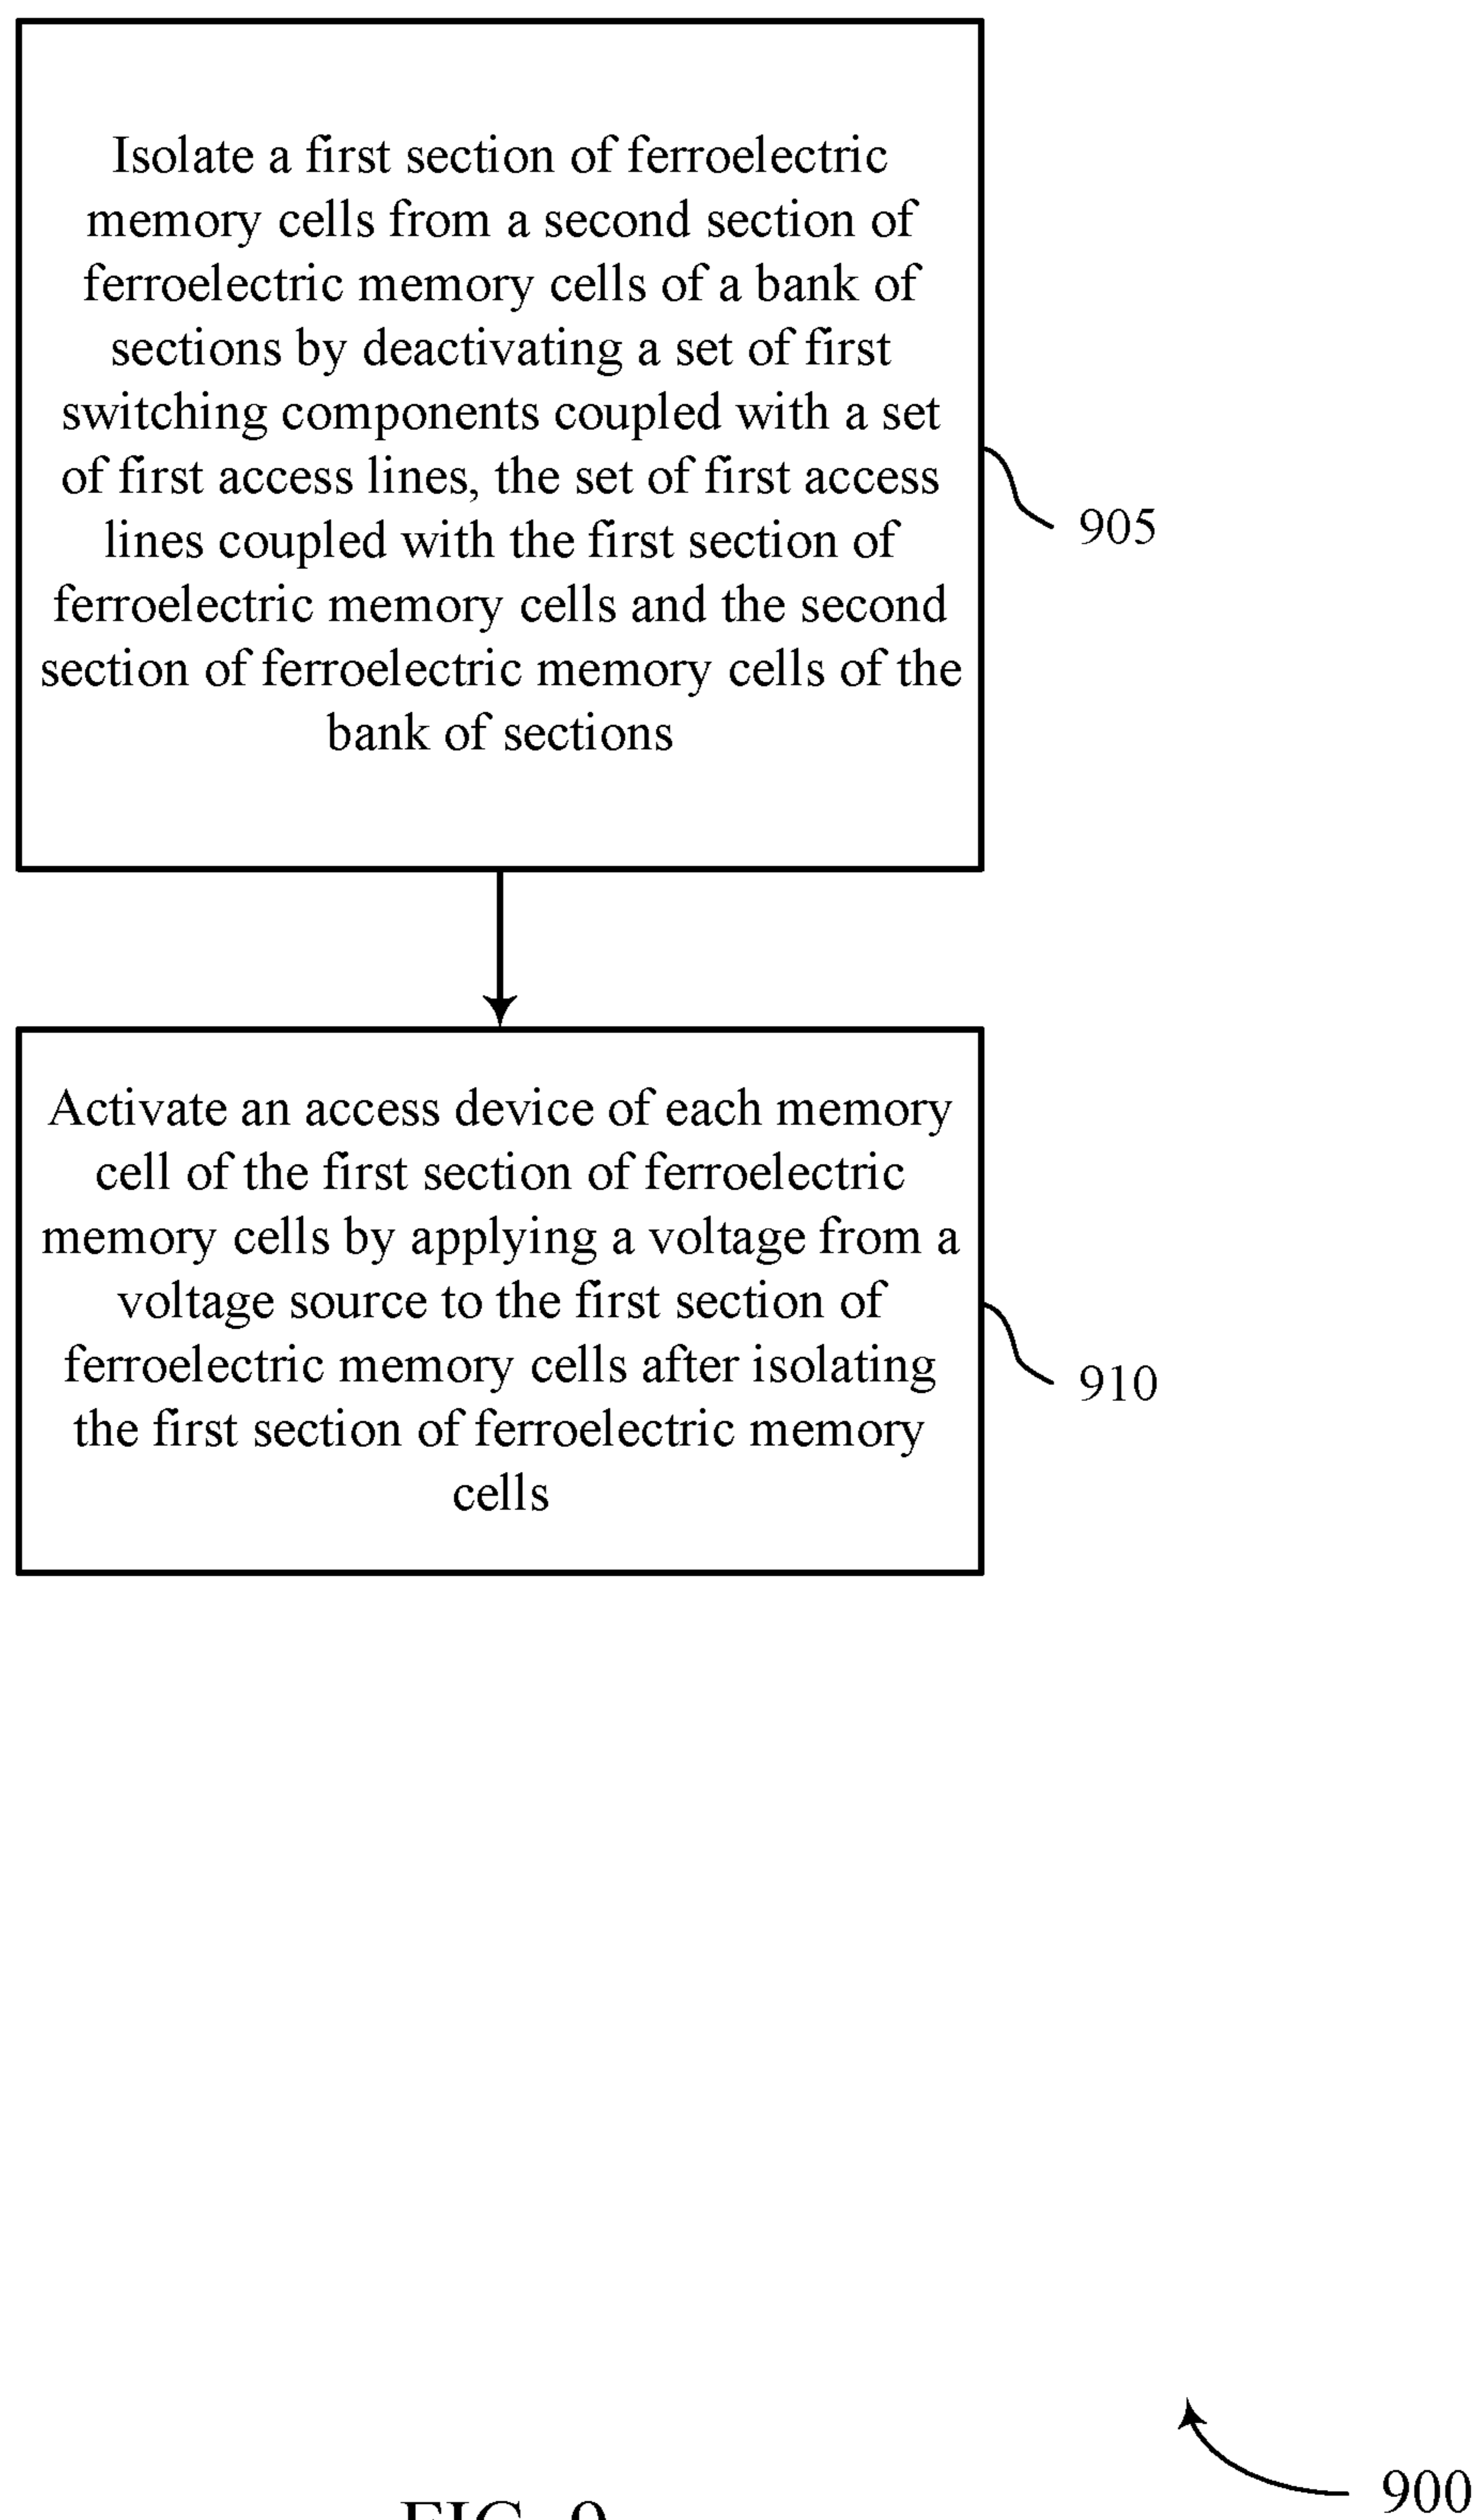 Isolate a first section of ferroelectric
memory cells from a second section of
ferroelectric memory cells of a bank of
sections by deactivating a set of first
switching components coupled with a set
of first access lines, the set of first access
lines coupled with the first section of
ferroelectric memory cells and the second
section of ferroelectric memory cells of the
bank of sections
905
Activate an access device of each memory
cell of the first section of ferroelectric
memory cells by applying a voltage from a
voltage source to the first section of
ferroelectric memory cells after isolating
the first section of ferroelectric memory
cells
910
900
FIG. 9